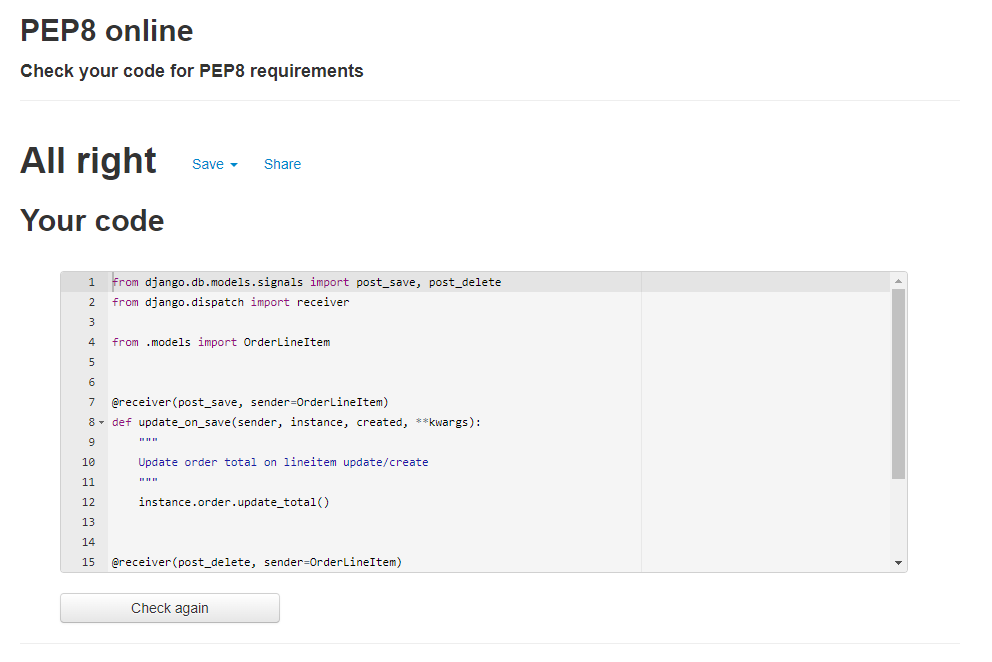 PEP8 online
Check your code for PEP8 requirements
All right Save Share
Your code
1 from django.db.models.signals import post_save, post_delete
2 from django.dispatch import receiver
3
4 from .models import OrderLineItem
5
6
7 @receiver(post_save, sender=OrderLineItem)
8 def update_on_save(sender, instance, created, **kwargs):
9     """
10     Update order total on lineitem update/create
11     """
12     instance.order.update_total()
13
14
15 @receiver(post_delete, sender=OrderLineItem)
Check again